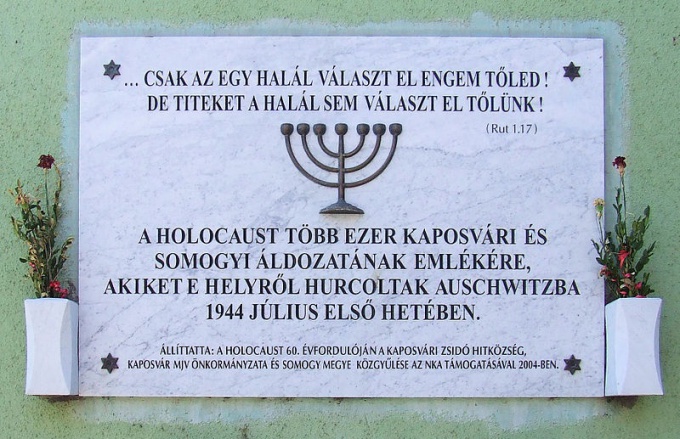 ... CSAK AZ EGY HALÁL VÁLASZT EL ENGEM TŐLED !
DE TITEKET A HALÁL SEM VÁLASZT EL TŐLÜNK !
(Rut 1.17)
A HOLOCAUST TÖBB EZER KAPOSVÁRI ÉS
SOMOGYI ÁLDOZATÁNAK EMLÉKÉRE,
AKIKET E HELYRŐL HURCOLTAK AUSCHWITZBA
1944 JÚLIUS ELSŐ HETÉBEN.
ÁLLÍTTATTA: A HOLOCAUST 60. ÉVFORDULÓJÁN A KAPOSVÁRI ZSIDÓ HITKÖZSÉG,
KAPOSVÁR MJV ÖNKORMÁNYZATA ÉS SOMOGY MEGYE KÖZGYŰLÉSE AZ NKA TÁMOGATÁSÁVAL 2004-BEN.